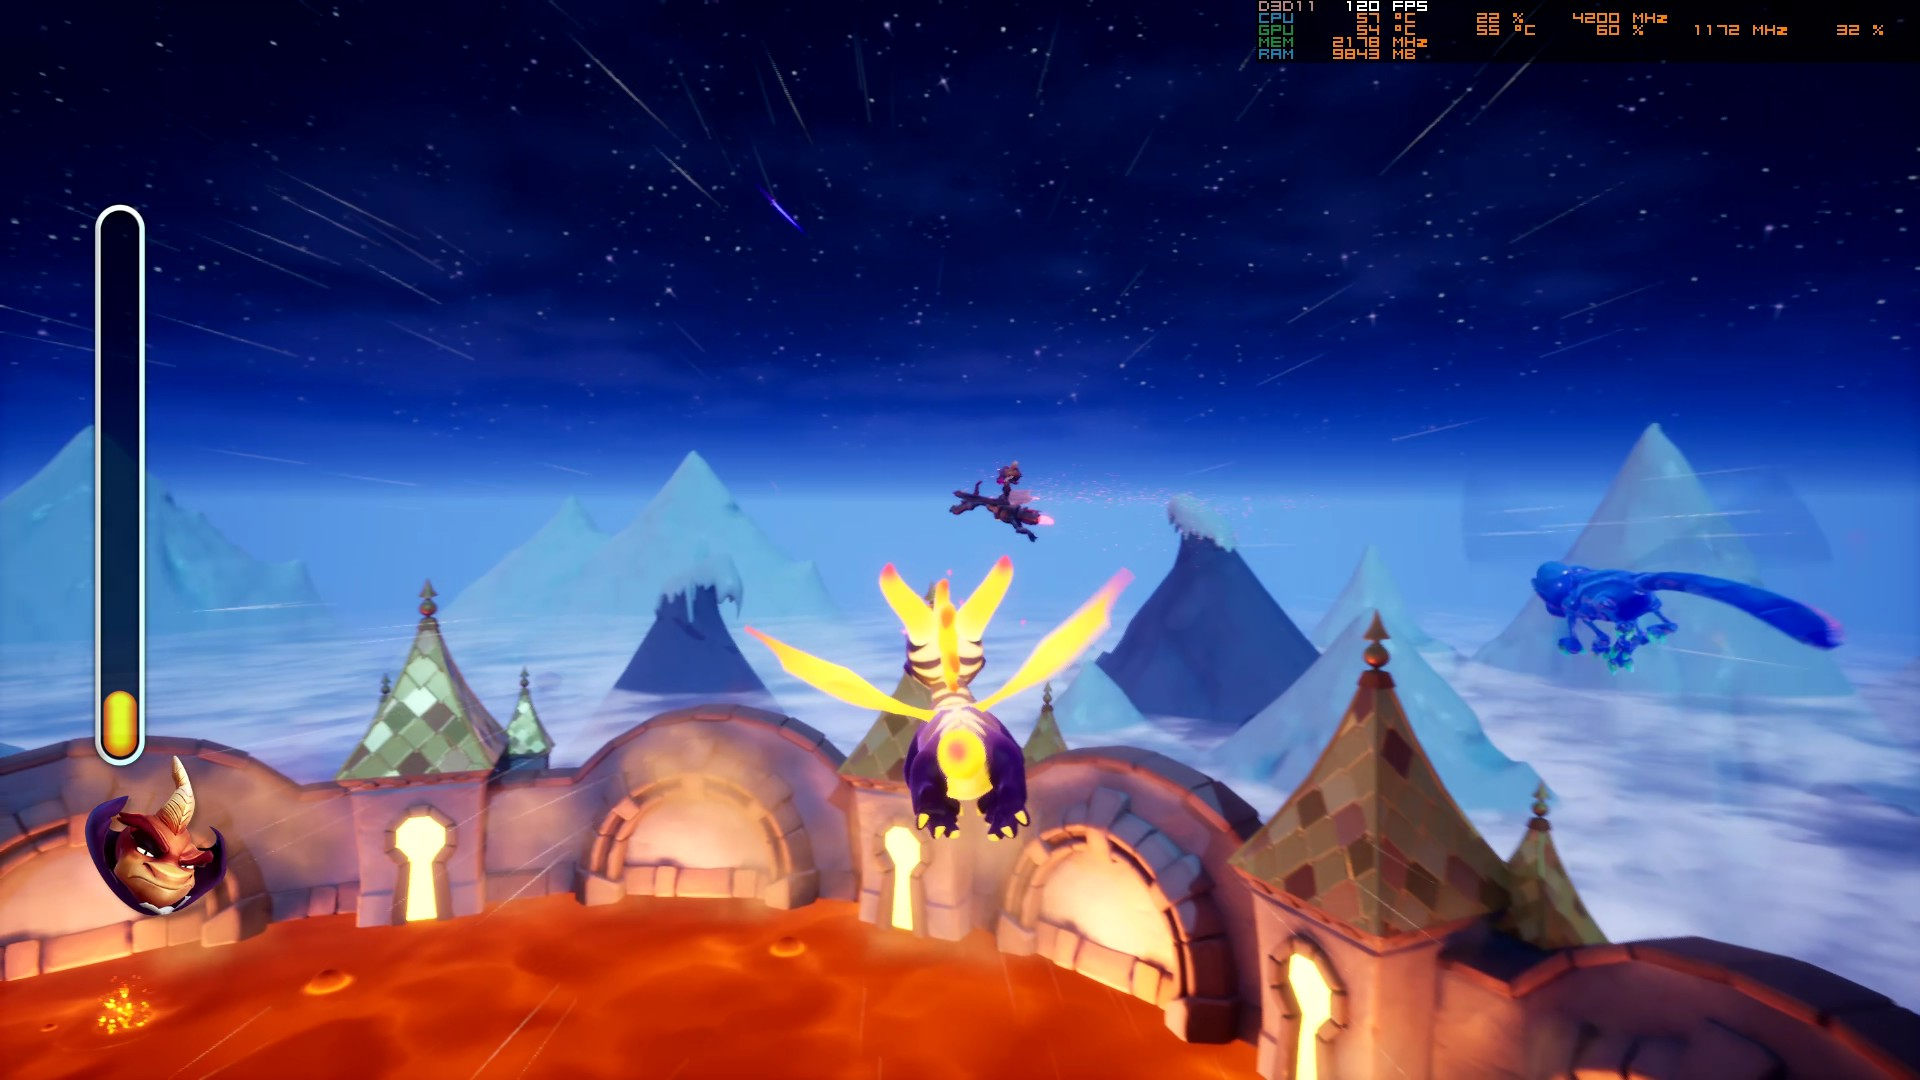 D3D11 120 FPS
CPU 57 °C 22 % 4200 MHz
GPU 54 °C 55 °C 60 % 1172 MHz 32 %
MEM 2178 MHz
RAM 9843 MB